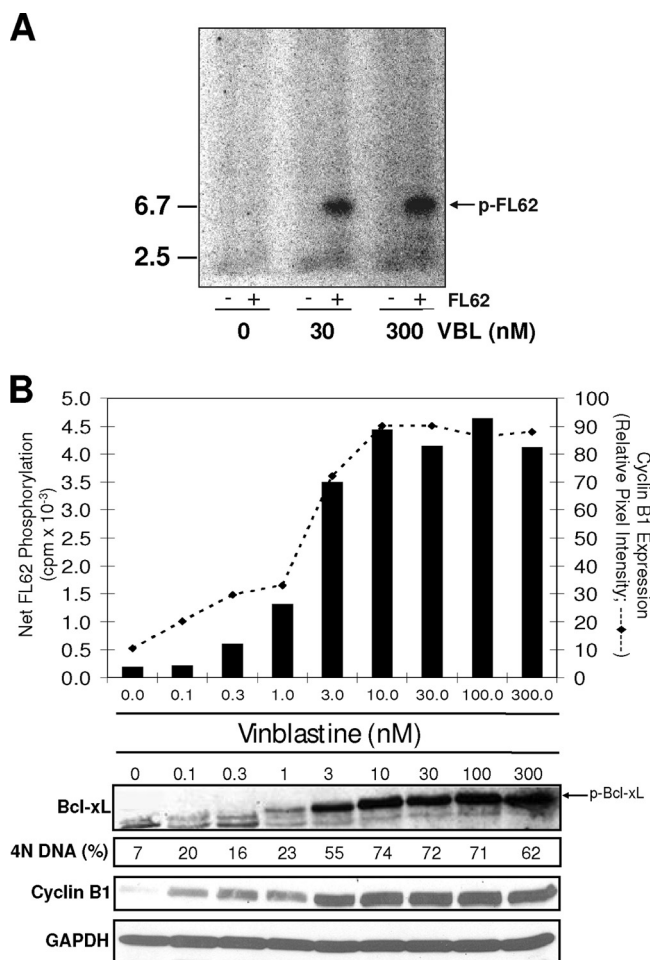 A
6.7
2.5
p-FL62
- + - + - + FL62
0 30 300 VBL (nM)
B
Net FL62 Phosphorylation
(cpm x 10-3)
5.0
4.5
4.0
3.5
3.0
2.5
2.0
1.5
1.0
0.5
0.0
100
90
80
70
60
50
40
30
20
10
0
Cyclin B1 Expression
(Relative Pixel Intensity; )
0.0 0.1 0.3 1.0 3.0 10.0 30.0 100.0 300.0
Vinblastine (nM)
0 0.1 0.3 1 3 10 30 100 300
Bcl-xL
p-Bcl-xL
4N DNA (%) 7 20 16 23 55 74 72 71 62
Cyclin B1
GAPDH